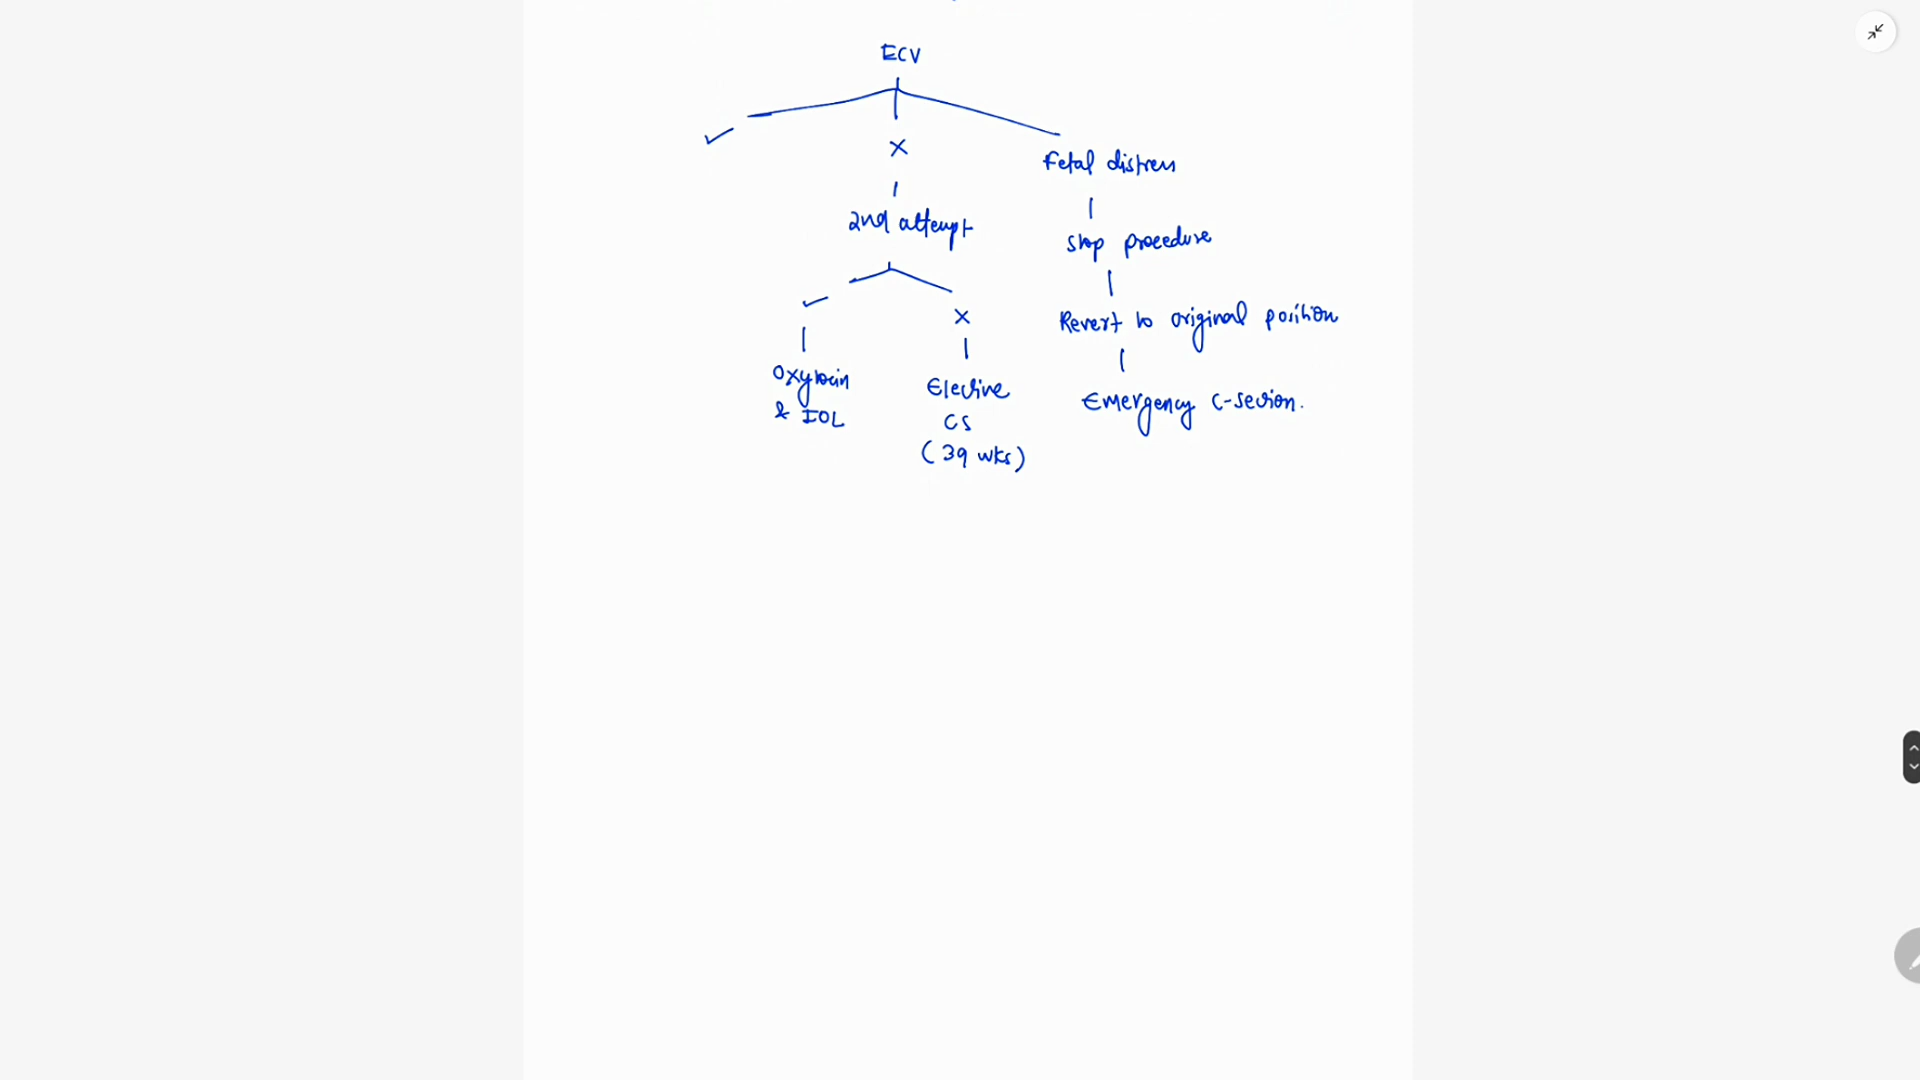 ECV
✓
×
Fetal distress
2nd attempt
Stop procedure
✓
×
Revert to original position
Oxytocin
& IOL
Elective
CS
(39 wks)
Emergency C-section.